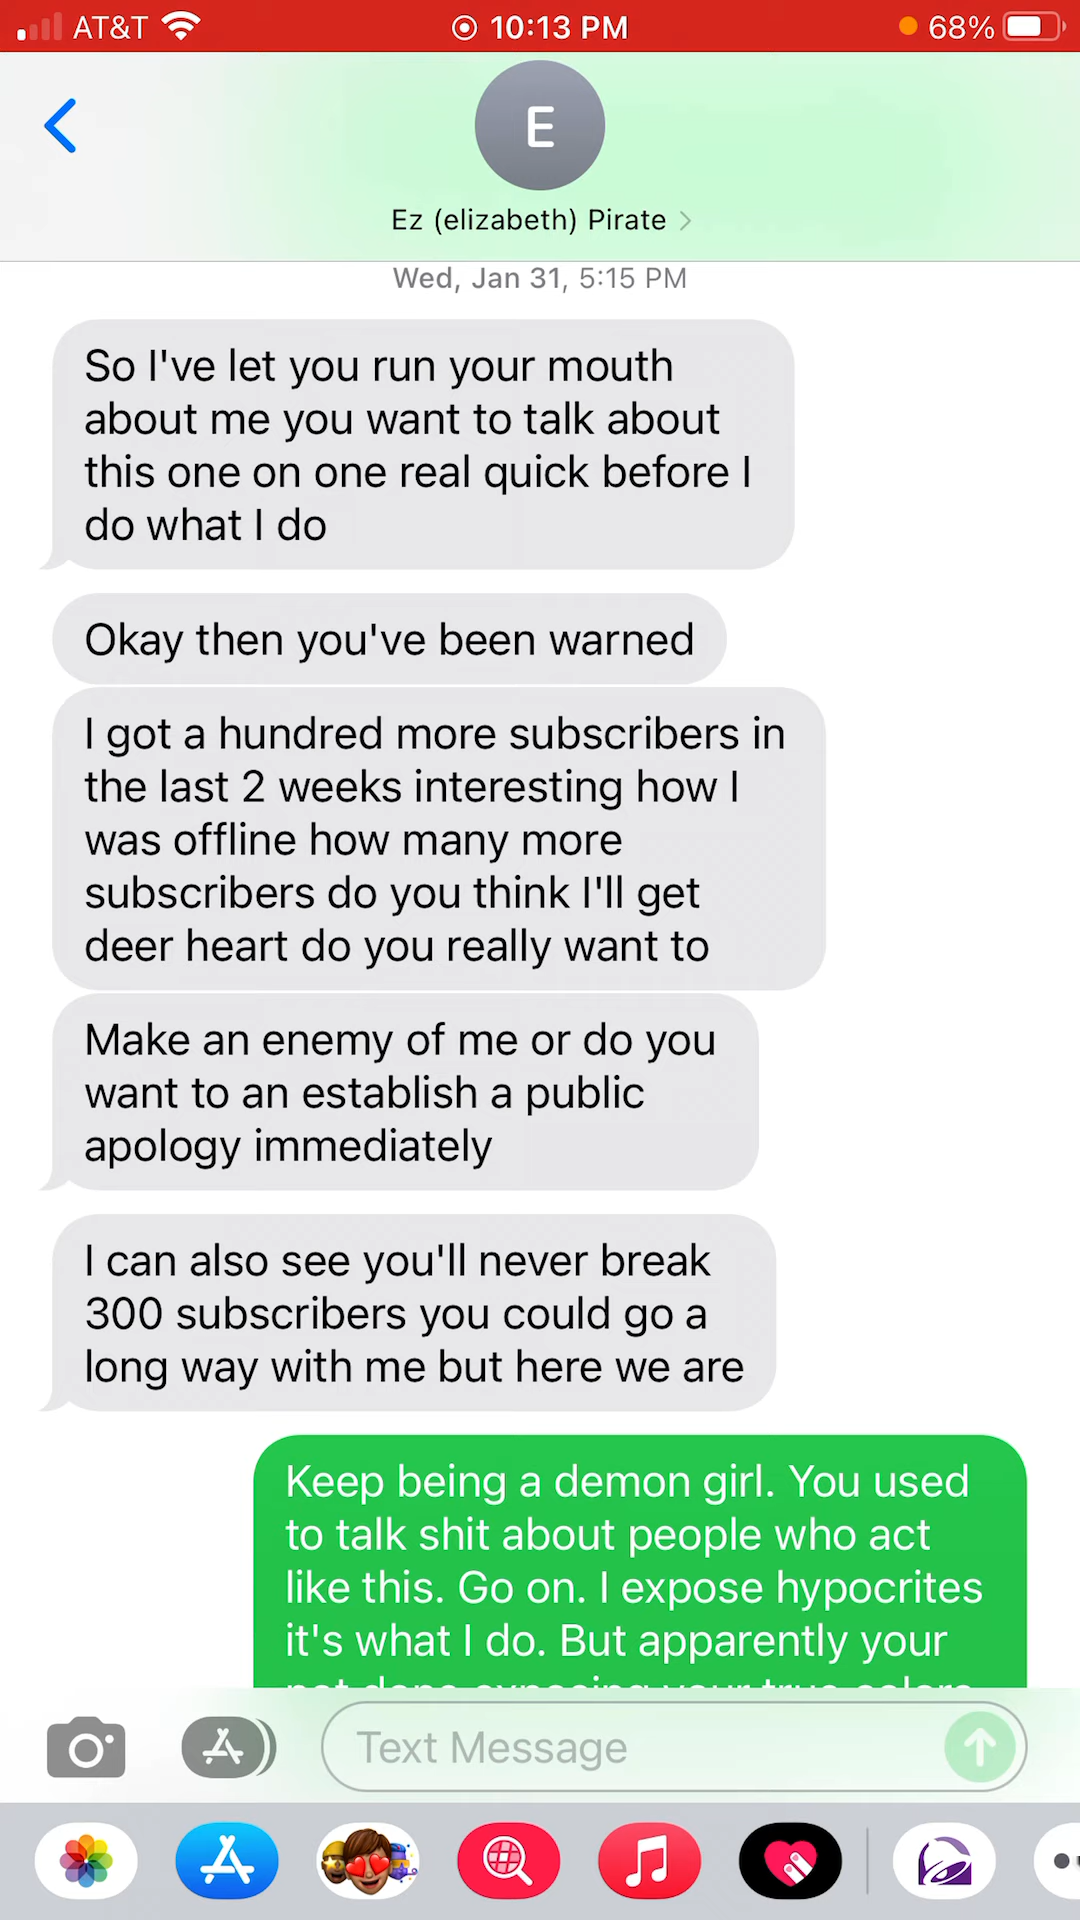 AT&T 10:13 PM 68%
E
Ez (elizabeth) Pirate
Wed, Jan 31, 5:15 PM
So I've let you run your mouth
about me you want to talk about
this one on one real quick before I
do what I do
Okay then you've been warned
I got a hundred more subscribers in
the last 2 weeks interesting how I
was offline how many more
subscribers do you think I'll get
deer heart do you really want to
Make an enemy of me or do you
want to an establish a public
apology immediately
I can also see you'll never break
300 subscribers you could go a
long way with me but here we are
Keep being a demon girl. You used
to talk shit about people who act
like this. Go on. I expose hypocrites
it's what I do. But apparently your
not done exposing your true colors
Text Message